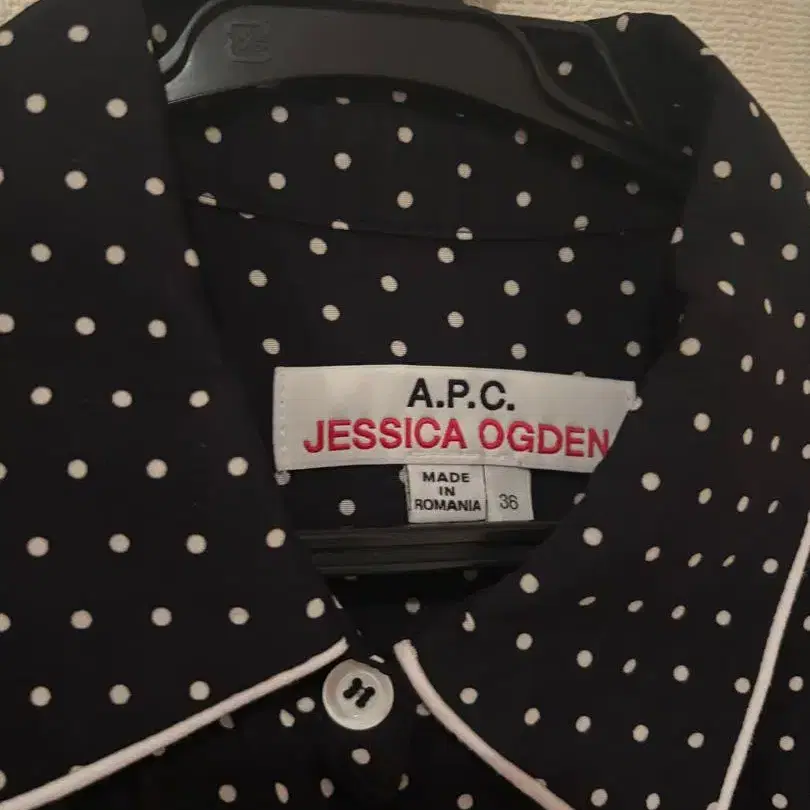 A.P.C.
JESSICA OGDEN
MADE
IN
ROMANIA
36